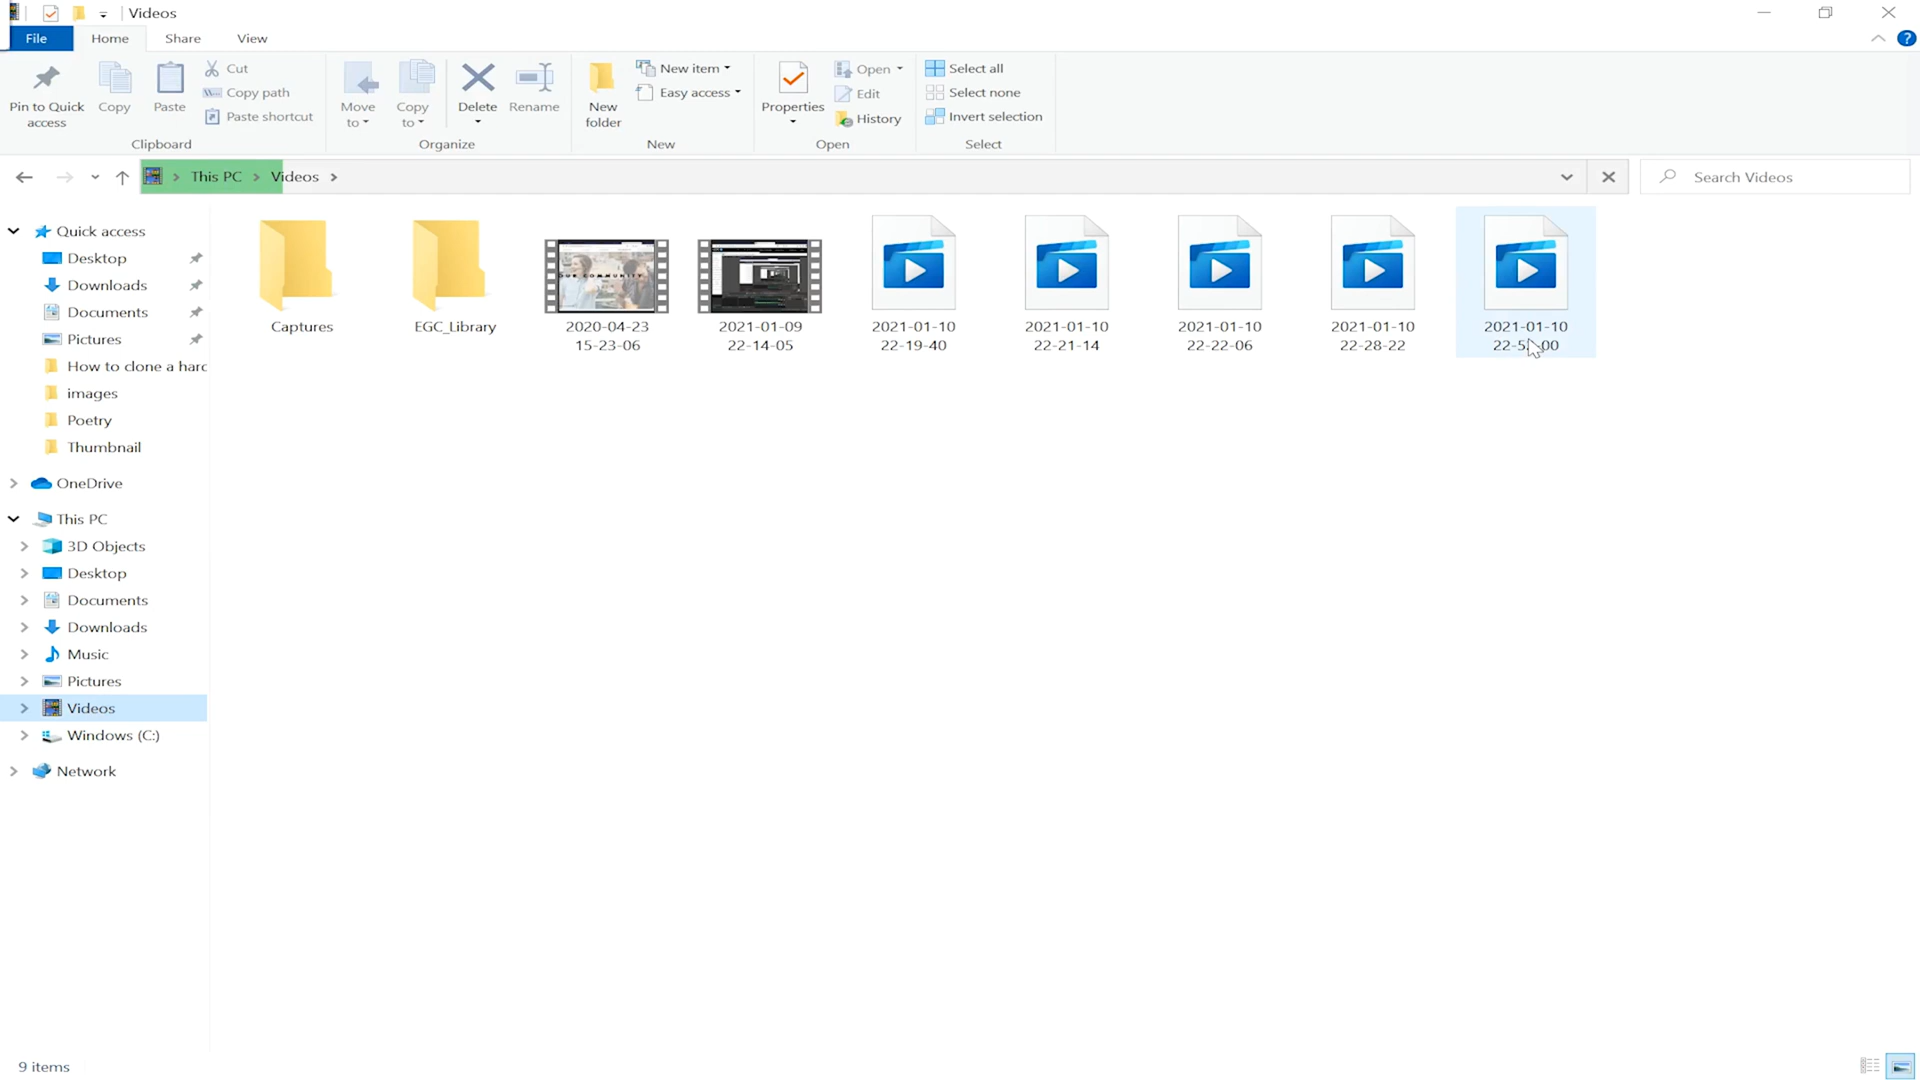 Videos
File Home Share View
Pin to Quick access
Copy
Paste
Cut
Copy path
Paste shortcut
Clipboard
Move to
Copy to
Delete
Rename
Organize
New folder
New item
Easy access
New
Properties
Open
Edit
History
Open
Select all
Select none
Invert selection
Select
This PC > Videos >
Search Videos
Quick access
Desktop
Downloads
Documents
Pictures
How to clone a hard
images
Poetry
Thumbnail
OneDrive
This PC
3D Objects
Desktop
Documents
Downloads
Music
Pictures
Videos
Windows (C:)
Network
Captures
EGC_Library
OUR COMMUNITY
2020-04-23
15-23-06
2021-01-09
22-14-05
2021-01-10
22-19-40
2021-01-10
22-21-14
2021-01-10
22-22-06
2021-01-10
22-28-22
2021-01-10
9 items